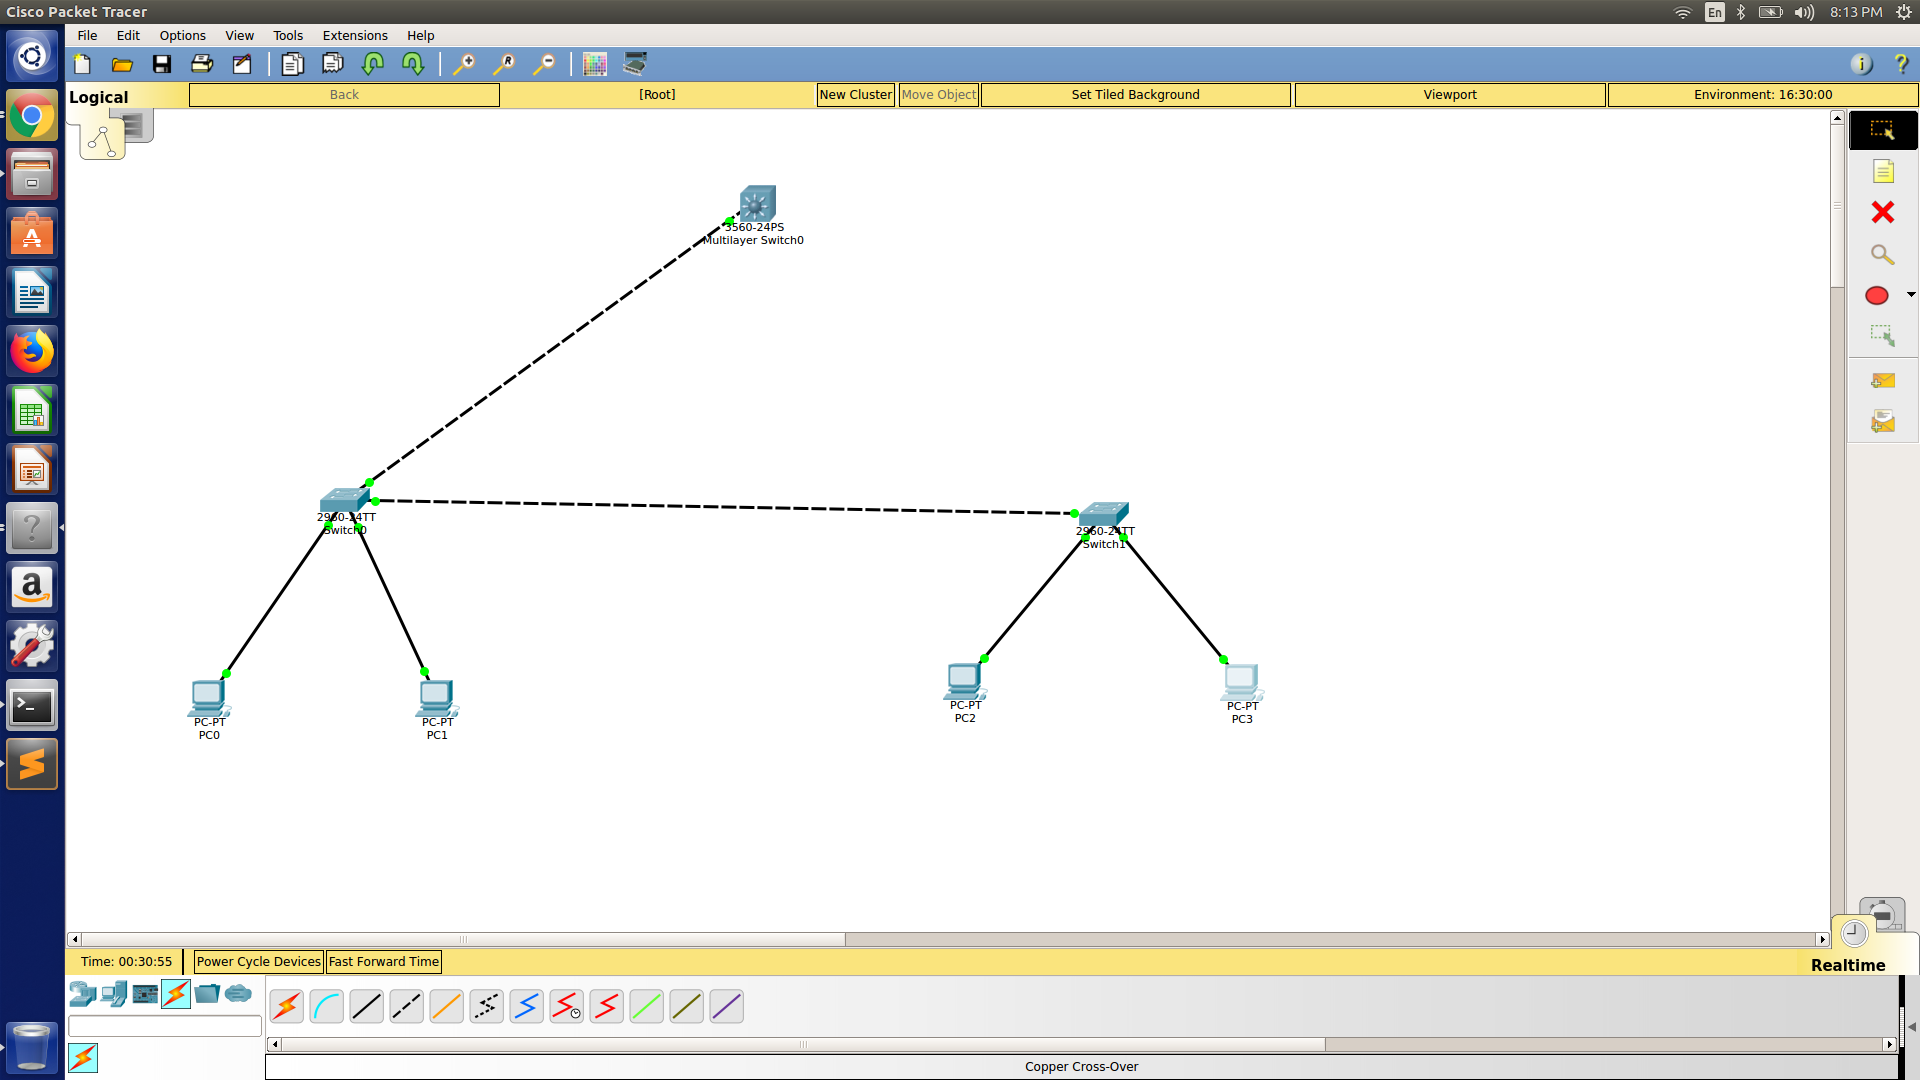 Cisco Packet Tracer
En
8:13 PM
File Edit Options View Tools Extensions Help
Logical
Back
[Root]
New Cluster
Move Object
Set Tiled Background
Viewport
Environment: 16:30:00
3560-24PS
Multilayer Switch0
2960-24TT
Switch0
2960-24TT
Switch1
PC-PT
PC0
PC-PT
PC1
PC-PT
PC2
PC-PT
PC3
Time: 00:30:55
Power Cycle Devices
Fast Forward Time
Realtime
Copper Cross-Over